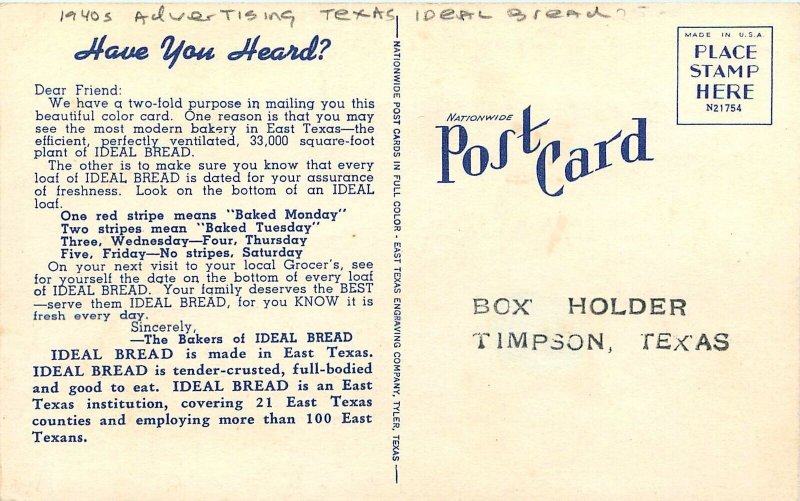 1940s Advertising Texas Ideal Bread
Have You Heard?
Dear Friend:
We have a two-fold purpose in mailing you this
beautiful color card. One reason is that you may
see the most modern bakery in East Texas—the
efficient, perfectly ventilated, 33,000 square-foot
plant of IDEAL BREAD.
The other is to make sure you know that every
loaf of IDEAL BREAD is dated for your assurance
of freshness. Look on the bottom of an IDEAL
loaf.
One red stripe means "Baked Monday"
Two stripes mean "Baked Tuesday"
Three, Wednesday—Four, Thursday
Five, Friday—No stripes, Saturday
On your next visit to your local Grocer's, see
for yourself the date on the bottom of every loaf
of IDEAL BREAD. Your family deserves the BEST
—serve them IDEAL BREAD, for you KNOW it is
fresh every day.
Sincerely,
—The Bakers of IDEAL BREAD
IDEAL BREAD is made in East Texas.
IDEAL BREAD is tender-crusted, full-bodied
and good to eat. IDEAL BREAD is an East
Texas institution, covering 21 East Texas
counties and employing more than 100 East
Texans.
NATIONWIDE POST CARDS IN FULL COLOR - EAST TEXAS ENGRAVING COMPANY, TYLER, TEXAS
NATIONWIDE
Post Card
MADE IN U.S.A.
PLACE
STAMP
HERE
N21754
BOX HOLDER
TIMPSON, TEXAS